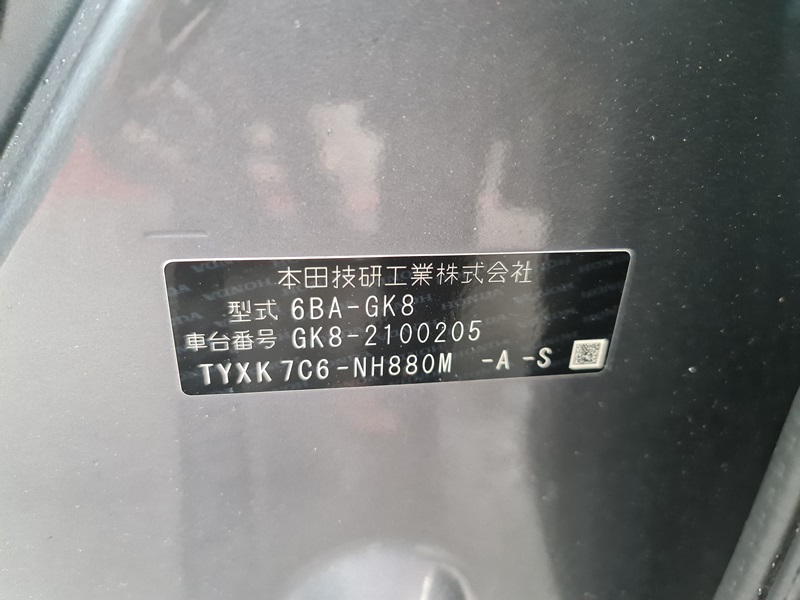 本田技研工業株式会社
型式 6BA-GK8
車台番号 GK8-2100205
TYXK7C6-NH880M -A -S